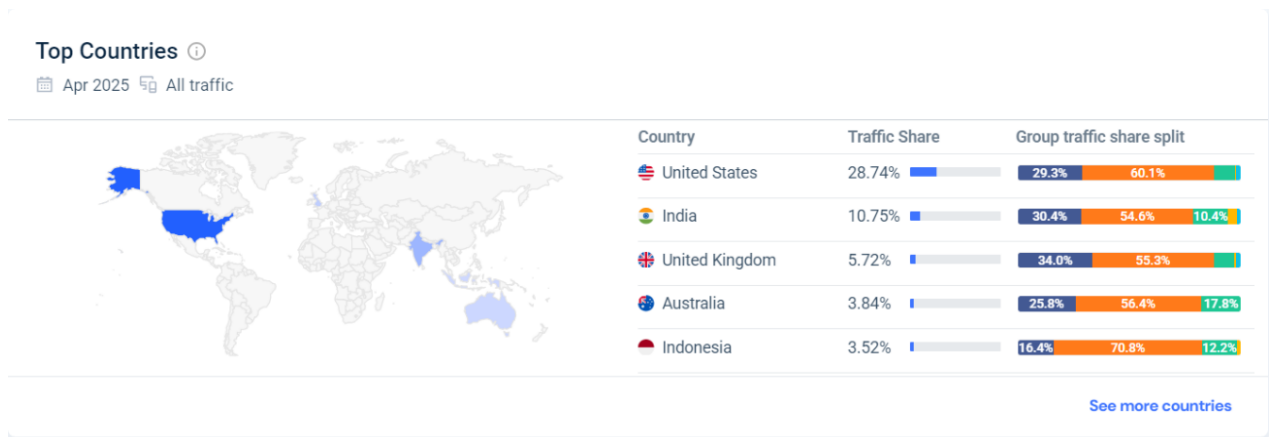 Top Countries
Apr 2025 All traffic
Country Traffic Share Group traffic share split
United States 28.74% 29.3% 60.1%
India 10.75% 30.4% 54.6% 10.4%
United Kingdom 5.72% 34.0% 55.3%
Australia 3.84% 25.8% 56.4% 17.8%
Indonesia 3.52% 16.4% 70.8% 12.2%
See more countries